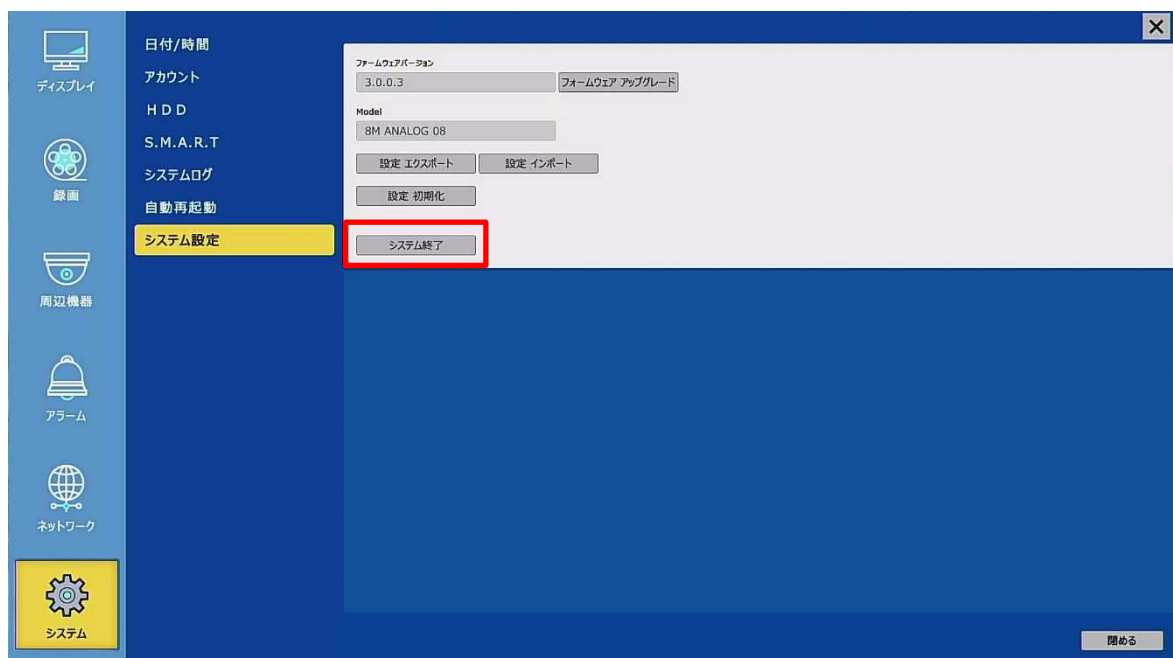 ディスプレイ
録画
周辺機器
アラーム
ネットワーク
システム
日付/時間
アカウント
HDD
S.M.A.R.T
システムログ
自動再起動
システム設定
ファームウェアバージョン
3.0.0.3 フォームウェア アップグレード
Model
8M ANALOG 08
設定 エクスポート 設定 インポート
設定 初期化
システム終了
閉める